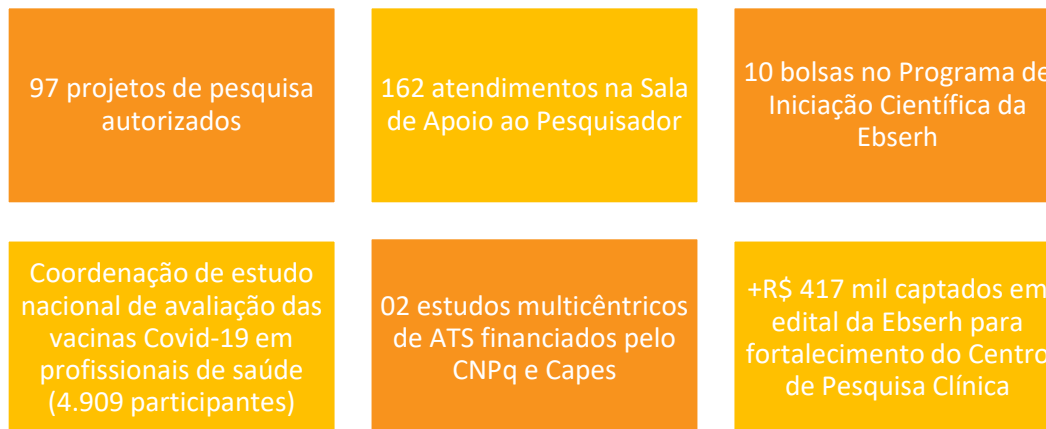 97 projetos de pesquisa
autorizados
162 atendimentos na Sala
de Apoio ao Pesquisador
10 bolsas no Programa de
Iniciação Científica da
Ebserh
Coordenação de estudo
nacional de avaliação das
vacinas Covid-19 em
profissionais de saúde
(4.909 participantes)
02 estudos multicêntricos
de ATS financiados pelo
CNPq e Capes
+R$ 417 mil captados em
edital da Ebserh para
fortalecimento do Centro
de Pesquisa Clínica